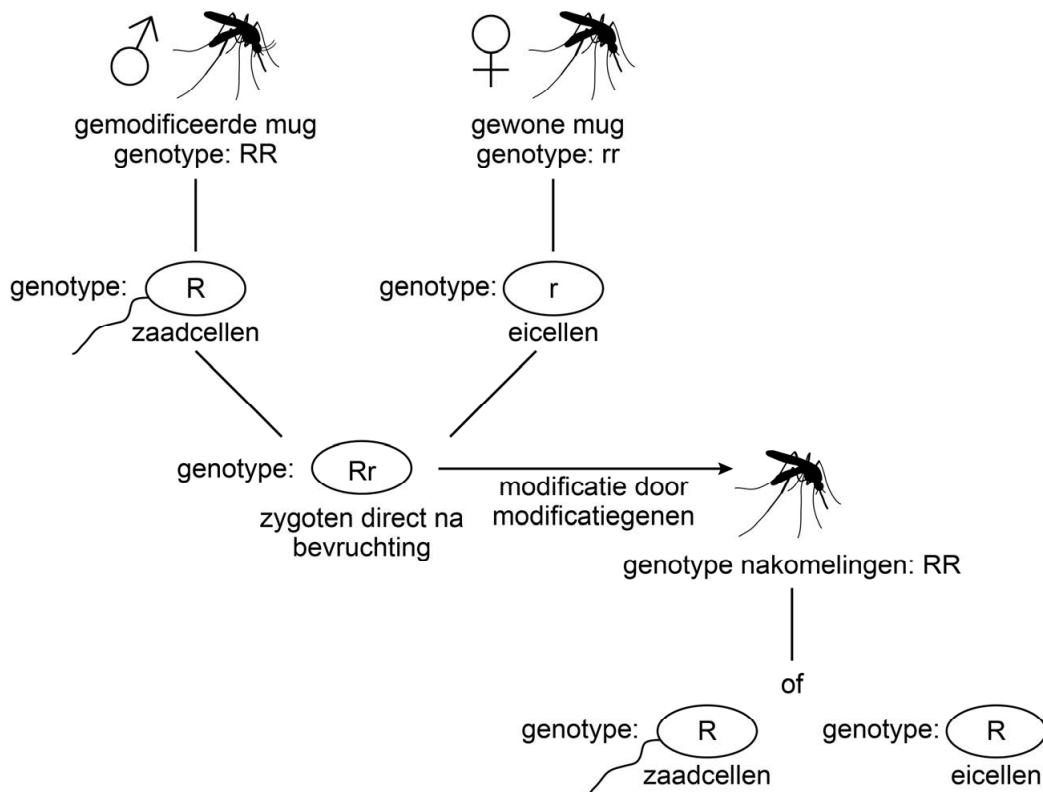 gemodificeerde mug
genotype: RR
gewone mug
genotype: rr
genotype:
R
zaadcellen
genotype:
r
eicellen
genotype:
Rr
zygoten direct na
bevruchting
modificatie door
modificatiegenen
genotype nakomelingen: RR
of
genotype:
R
zaadcellen
genotype:
R
eicellen